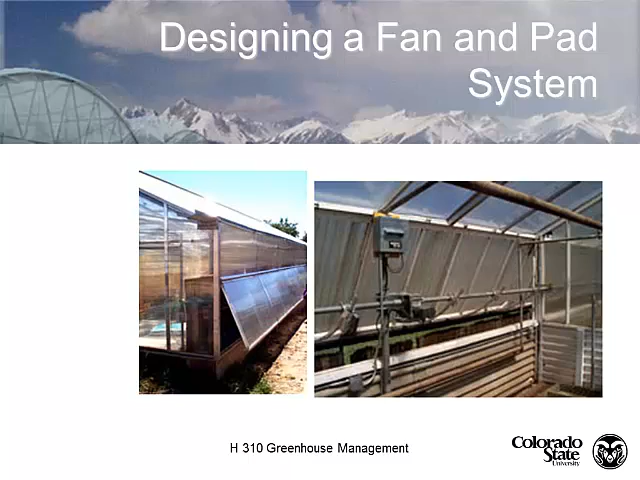 Designing a Fan and Pad
System
H 310 Greenhouse Management
Colorado
State
University